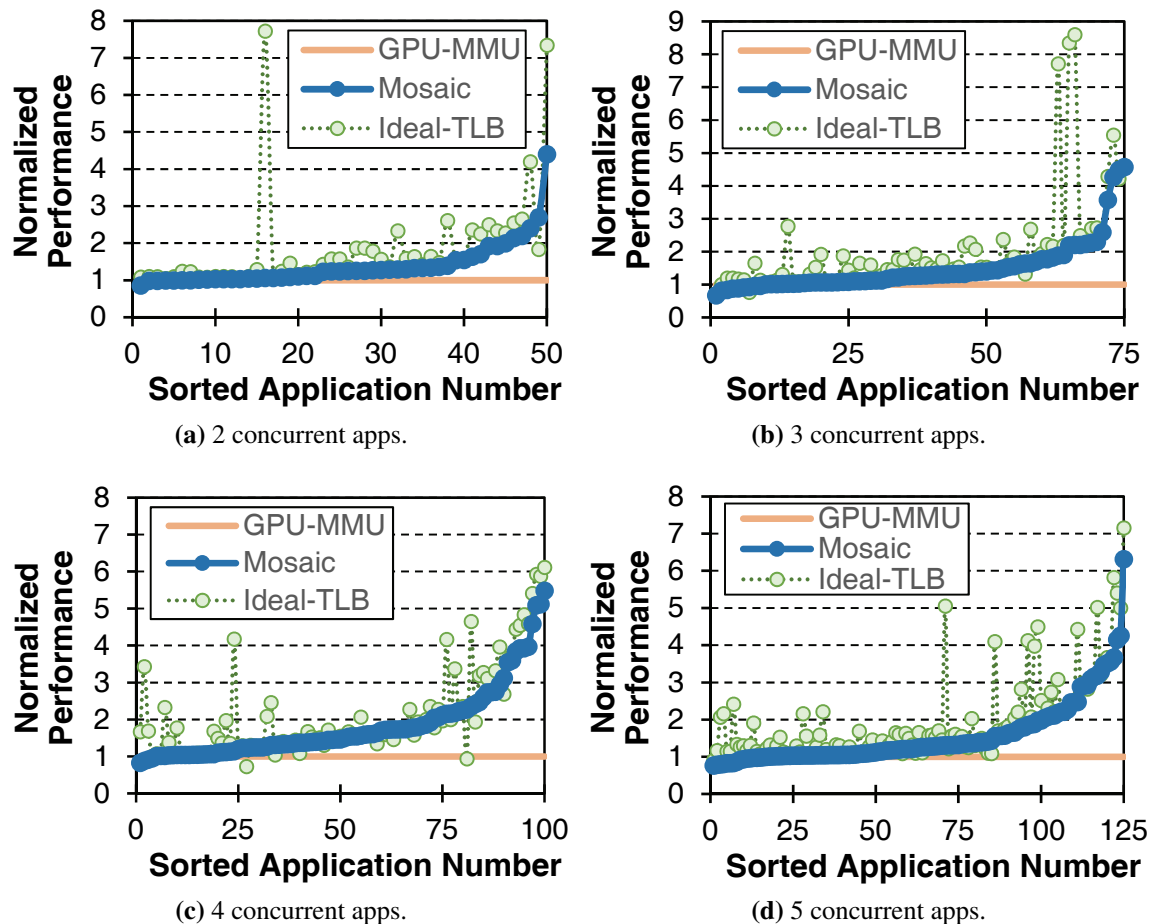 Normalized
Performance
8
7
6
5
4
3
2
1
0
GPU-MMU
Mosaic
Ideal-TLB
0 10 20 30 40 50
Sorted Application Number
(a) 2 concurrent apps.
Normalized
Performance
9
8
7
6
5
4
3
2
1
0
GPU-MMU
Mosaic
Ideal-TLB
0 25 50 75
Sorted Application Number
(b) 3 concurrent apps.
Normalized
Performance
8
7
6
5
4
3
2
1
0
GPU-MMU
Mosaic
Ideal-TLB
0 25 50 75 100
Sorted Application Number
(c) 4 concurrent apps.
Normalized
Performance
8
7
6
5
4
3
2
1
0
GPU-MMU
Mosaic
Ideal-TLB
0 25 50 75 100 125
Sorted Application Number
(d) 5 concurrent apps.